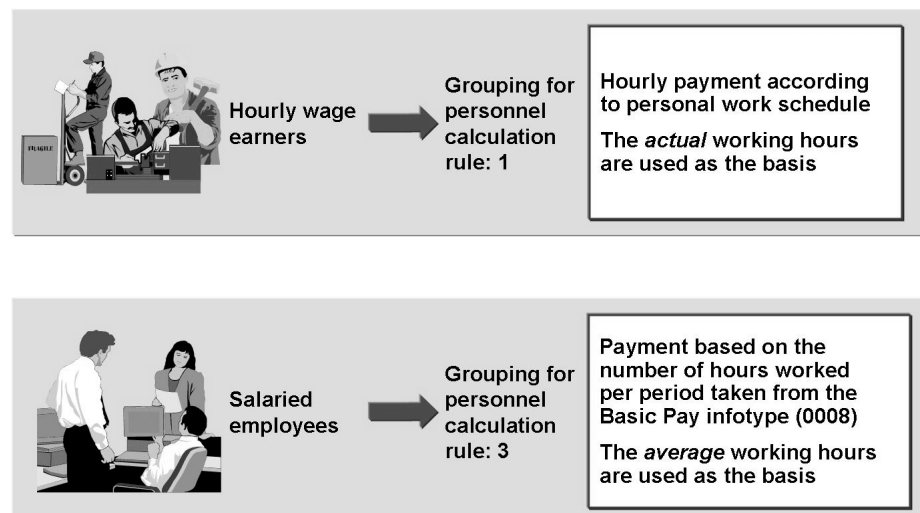 FRAGILE
Hourly wage
earners
Grouping for
personnel
calculation
rule: 1
Hourly payment according
to personal work schedule
The actual working hours
are used as the basis
Salaried
employees
Grouping for
personnel
calculation
rule: 3
Payment based on the
number of hours worked
per period taken from the
Basic Pay infotype (0008)
The average working hours
are used as the basis